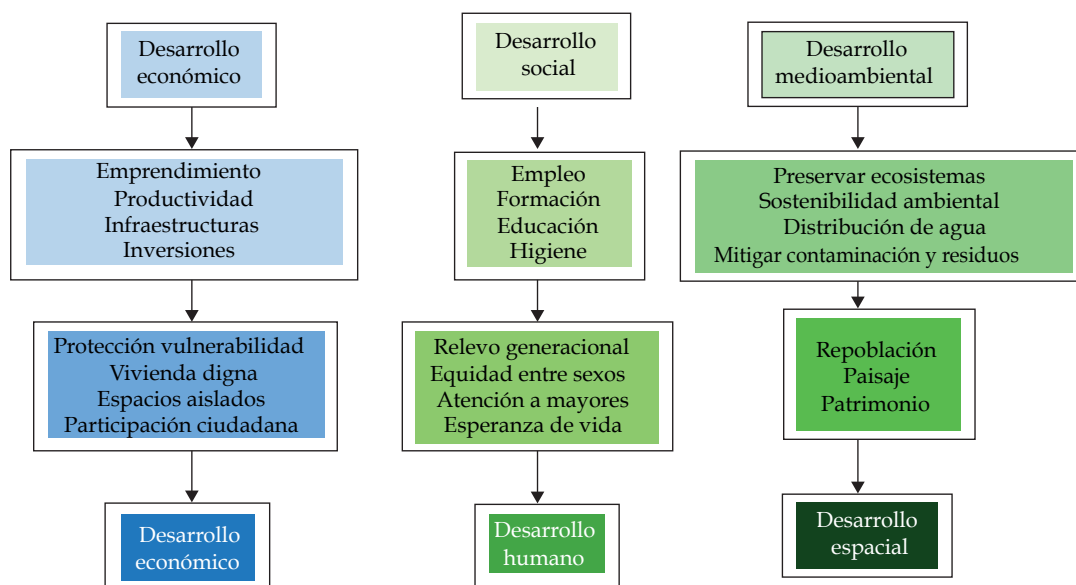 Desarrollo
económico
Emprendimiento
Productividad
Infraestructuras
Inversiones
Protección vulnerabilidad
Vivienda digna
Espacios aislados
Participación ciudadana
Desarrollo
económico
Desarrollo
social
Empleo
Formación
Educación
Higiene
Relevo generacional
Equidad entre sexos
Atención a mayores
Esperanza de vida
Desarrollo
humano
Desarrollo
medioambiental
Preservar ecosistemas
Sostenibilidad ambiental
Distribución de agua
Mitigar contaminación y residuos
Repoblación
Paisaje
Patrimonio
Desarrollo
espacial